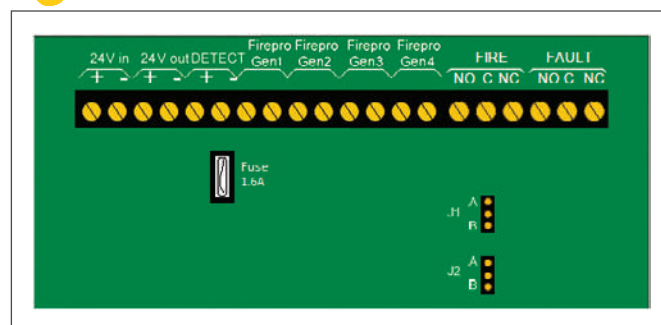 Firepro Firepro Firepro Firepro
24V in 24V out DETECT Gen1 Gen2 Gen3 Gen4 FIRE FAULT
+ - + - + - NO C NC NO C NC
Fuse
1.6A
A
J1
B
A
J2
B